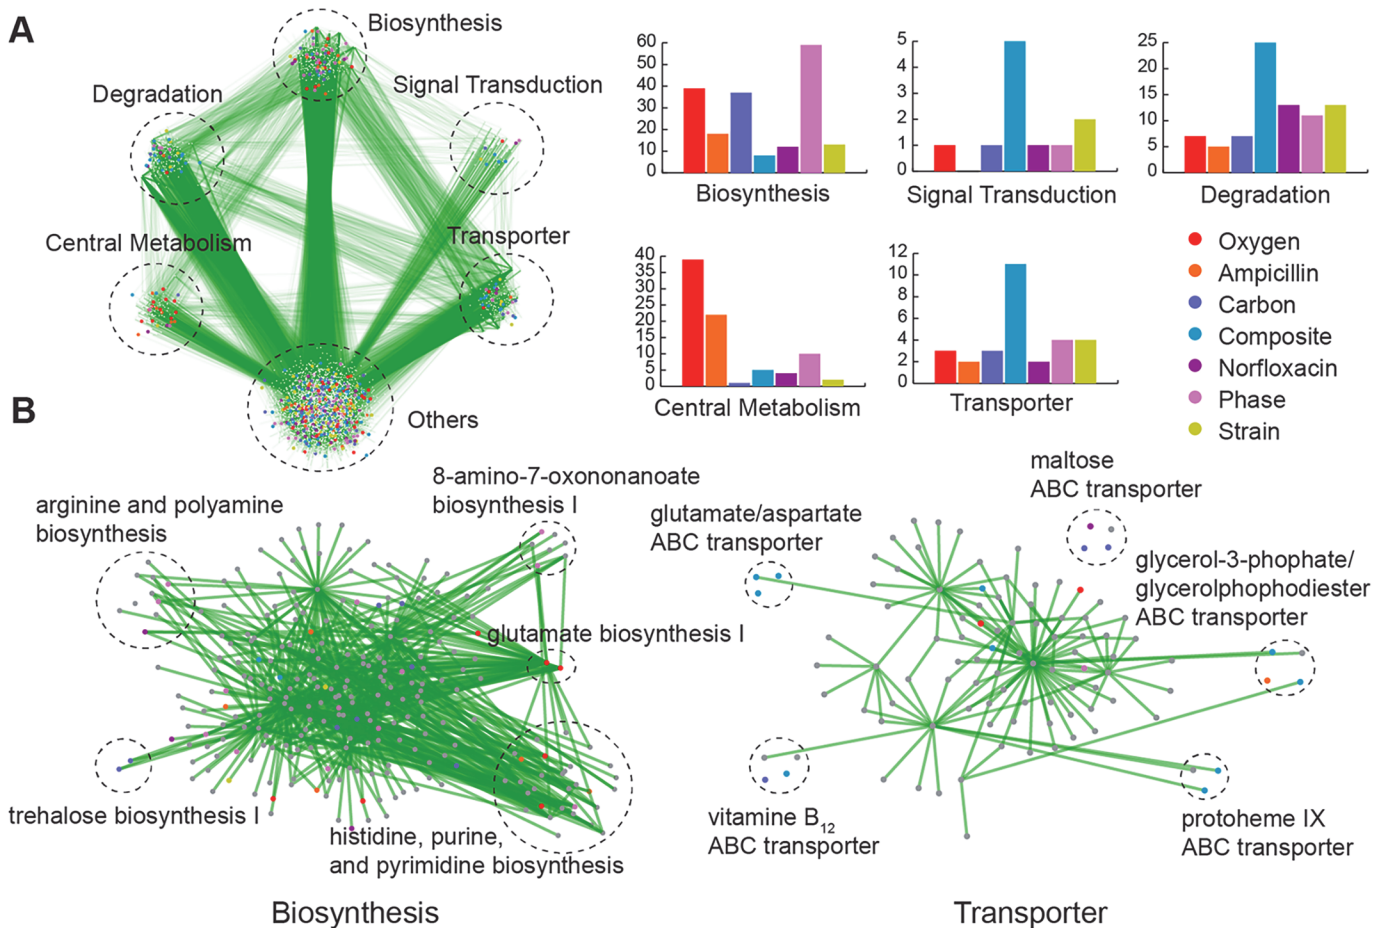 A
Biosynthesis
Degradation
Signal Transduction
Central Metabolism
Transporter
Others
60
50
40
30
20
10
0
Biosynthesis
5
4
3
2
1
0
Signal Transduction
25
20
15
10
5
0
Degradation
40
35
30
25
20
15
10
5
0
Central Metabolism
12
10
8
6
4
2
0
Transporter
Oxygen
Ampicillin
Carbon
Composite
Norfloxacin
Phase
Strain
B
arginine and polyamine
biosynthesis
8-amino-7-oxononanoate
biosynthesis I
glutamate biosynthesis I
trehalose biosynthesis I
histidine, purine,
and pyrimidine biosynthesis
Biosynthesis
glutamate/aspartate
ABC transporter
maltose
ABC transporter
glycerol-3-phophate/
glycerolphophodiester
ABC transporter
vitamine B12
ABC transporter
protoheme IX
ABC transporter
Transporter